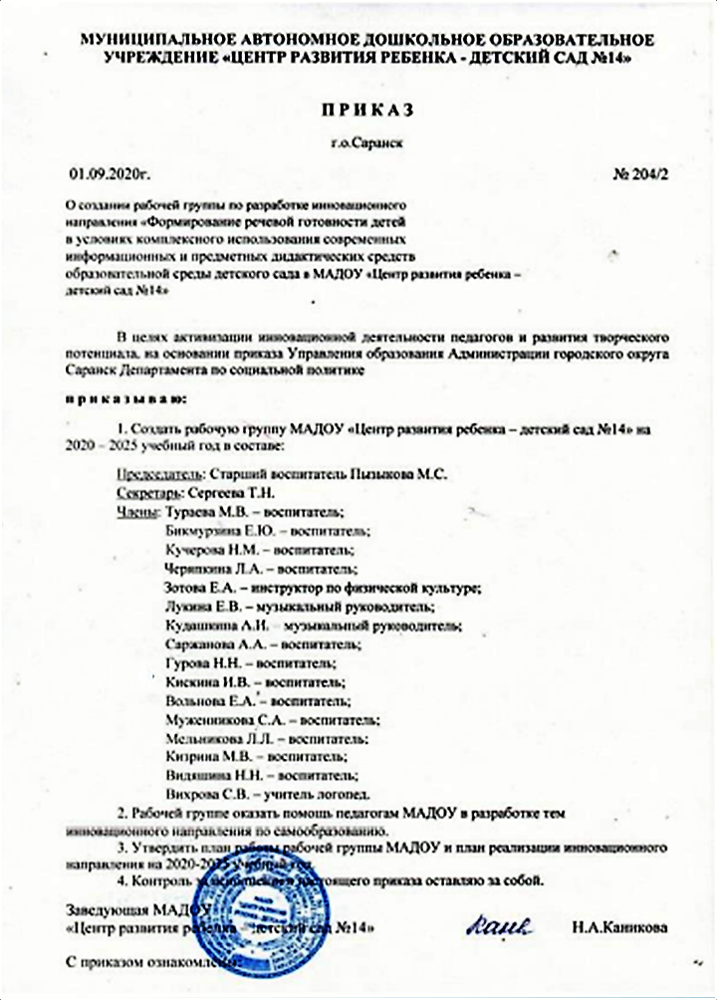 МУНИЦИПАЛЬНОЕ АВТОНОМНОЕ ДОШКОЛЬНОЕ ОБРАЗОВАТЕЛЬНОЕ
УЧРЕЖДЕНИЕ «ЦЕНТР РАЗВИТИЯ РЕБЕНКА - ДЕТСКИЙ САД №14»
П Р И К А З
г.о.Саранск
01.09.2020г. № 204/2
О создании рабочей группы по разработке инновационного
направления «Формирование речевой готовности детей
в условиях комплексного использования современных
информационных и предметных дидактических средств
образовательной среды детского сада в МАДОУ «Центр развития ребенка –
детский сад №14»
В целях активизации инновационной деятельности педагогов и развития творческого
потенциала, на основании приказа Управления образования Администрации городского округа
Саранск Департамента по социальной политике
п р и к а з ы в а ю:
1. Создать рабочую группу МАДОУ «Центр развития ребенка – детский сад №14» на
2020 – 2025 учебный год в составе:
Председатель: Старший воспитатель Пызыкова М.С.
Секретарь: Сергеева Т.Н.
Члены: Тураева М.В. – воспитатель;
Бикмурзина Е.Ю. – воспитатель;
Кучерова Н.М. – воспитатель;
Черяпкина Л.А. – воспитатель;
Зотова Е.А. – инструктор по физической культуре;
Лукина Е.В. – музыкальный руководитель;
Кудашкина А.И. – музыкальный руководитель;
Саржанова А.А. – воспитатель;
Гурова Н.Н. – воспитатель;
Кискина И.В. – воспитатель;
Вольнова Е.А. – воспитатель;
Муженникова С.А. – воспитатель;
Мельникова Л.Л. – воспитатель;
Кизрина М.В. – воспитатель;
Видяшина Н.Н. – воспитатель;
Вихрова С.В. – учитель логопед.
2. Рабочей группе оказать помощь педагогам МАДОУ в разработке тем
инновационного направления по самообразованию.
3. Утвердить план работы рабочей группы МАДОУ и план реализации инновационного
направления на 2020-2025 учебный год.
4. Контроль за исполнением настоящего приказа оставляю за собой.
Заведующая МАДОУ
«Центр развития ребенка – детский сад №14» Н.А.Каникова
С приказом ознакомлены: